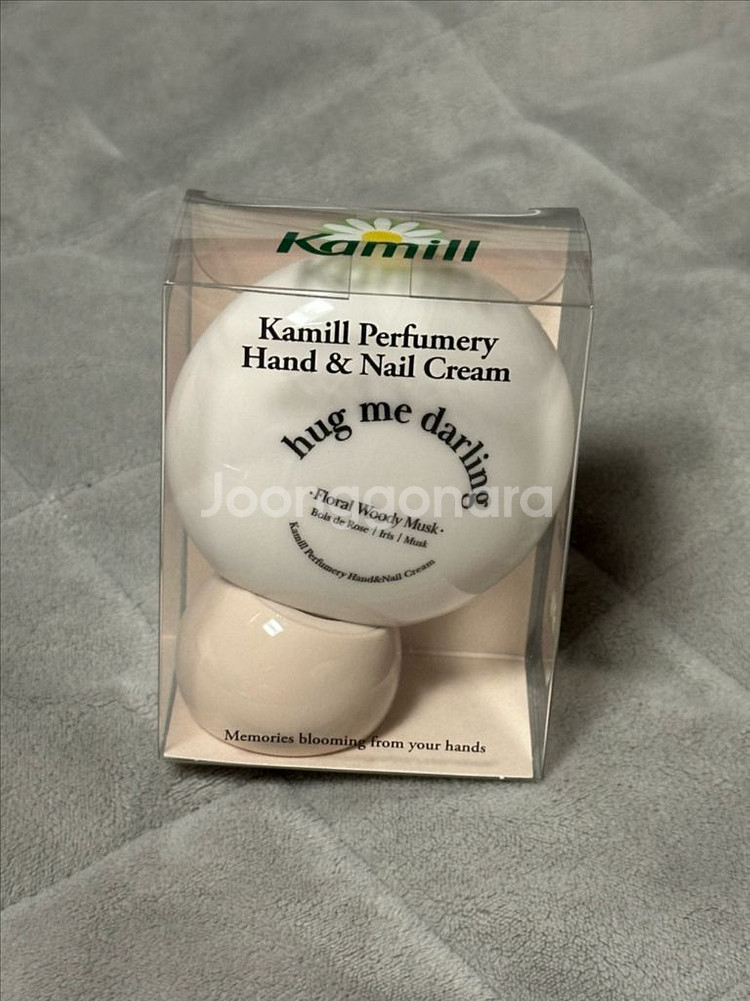 Kamill
Kamill Perfumery
Hand & Nail Cream
hug me darling
·Floral Woody Musk·
Bois de Rose | Iris | Musk
Kamill Perfumery Hand&Nail Cream
Joongonara
Memories blooming from your hands